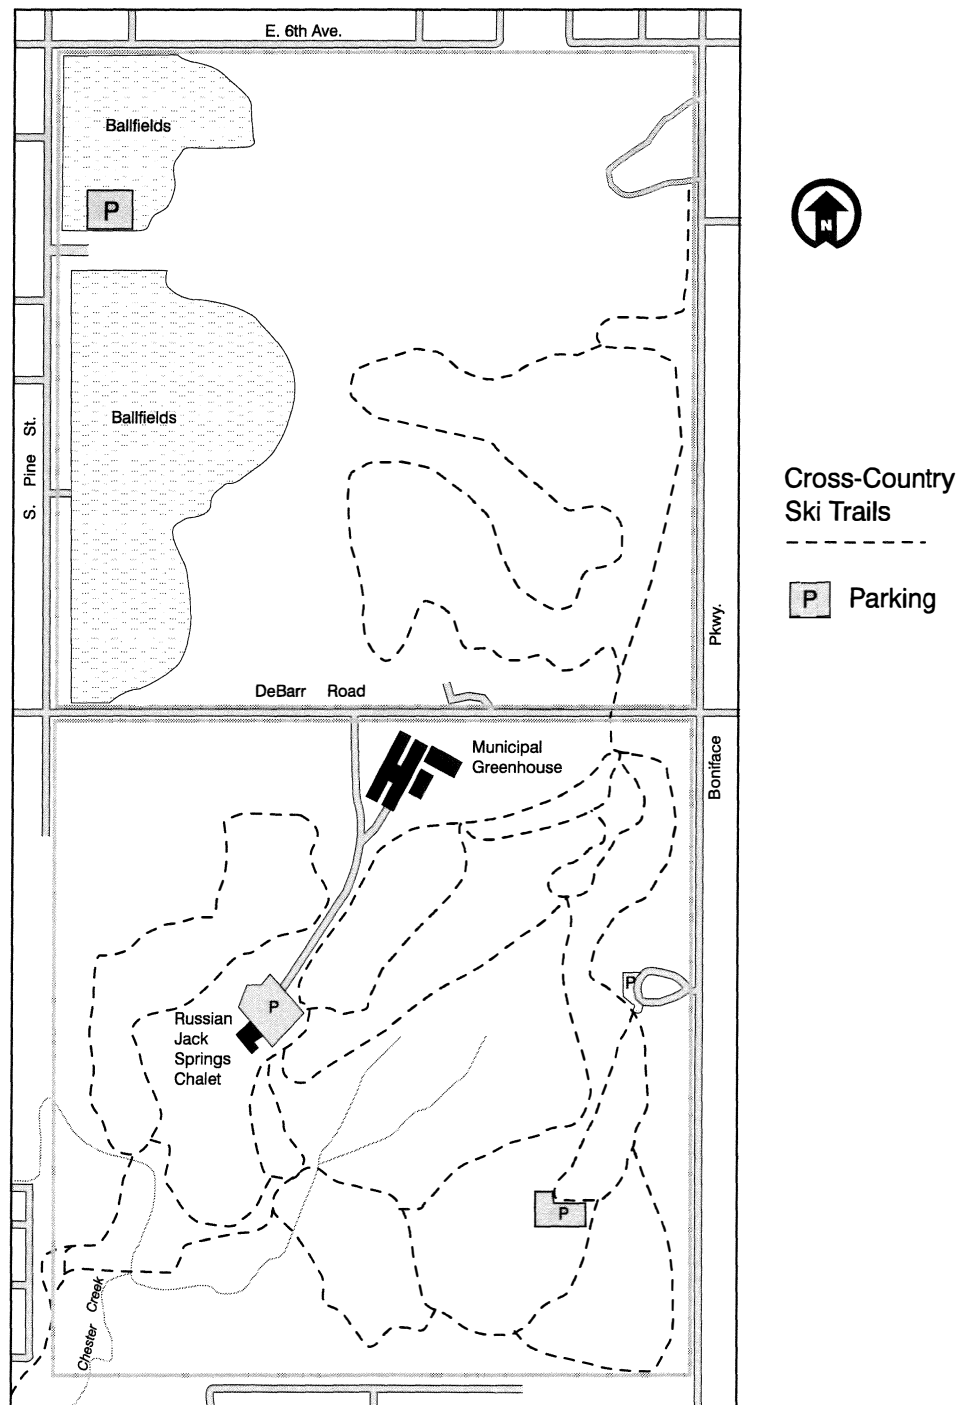 E. 6th Ave.
Ballfields
P
N
Ballfields
S. Pine St.
Cross-Country
Ski Trails
P Parking
Pkwy.
DeBarr Road
Municipal
Greenhouse
Boniface
P
P
Russian
Jack
Springs
Chalet
P
Chester Creek